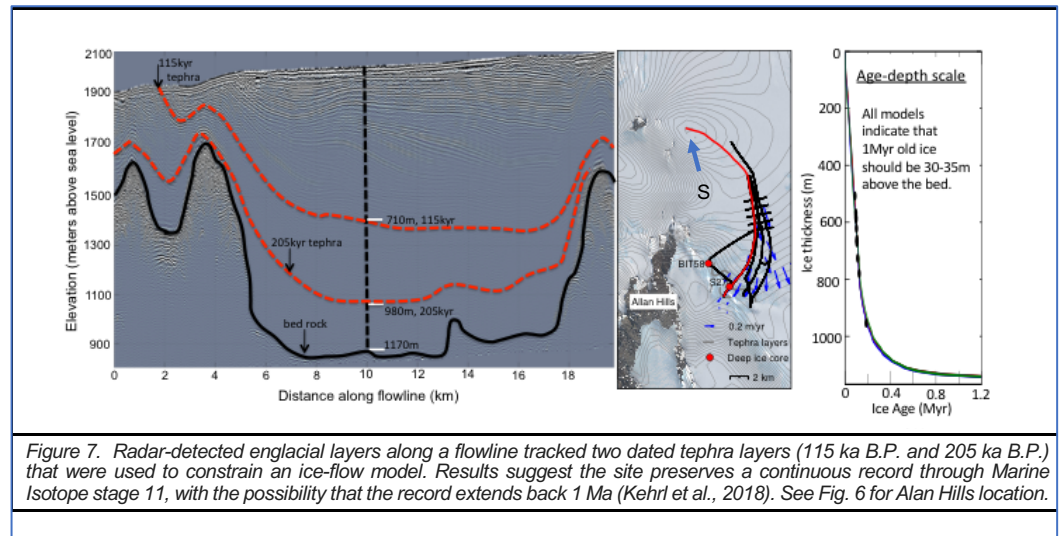 2100
1900
1700
1500
1300
1100
900
Elevation (meters above sea level)
115kyr
tephra
710m, 115kyr
205kyr tephra
980m, 205kyr
bed rock
1170m
0 2 4 6 8 10 12 14 16 18
Distance along flowline (km)
S
BIT58
S27
Allan Hills
0.2 m/yr
Tephra layers
Deep ice core
2 km
0
200
400
600
800
1000
Ice thickness (m)
Age-depth scale
All models
indicate that
1Myr old ice
should be 30-35m
above the bed.
0 0.4 0.8 1.2
Ice Age (Myr)
Figure 7. Radar-detected englacial layers along a flowline tracked two dated tephra layers (115 ka B.P. and 205 ka B.P.)
that were used to constrain an ice-flow model. Results suggest the site preserves a continuous record through Marine
Isotope stage 11, with the possibility that the record extends back 1 Ma (Kehrl et al., 2018). See Fig. 6 for Alan Hills location.